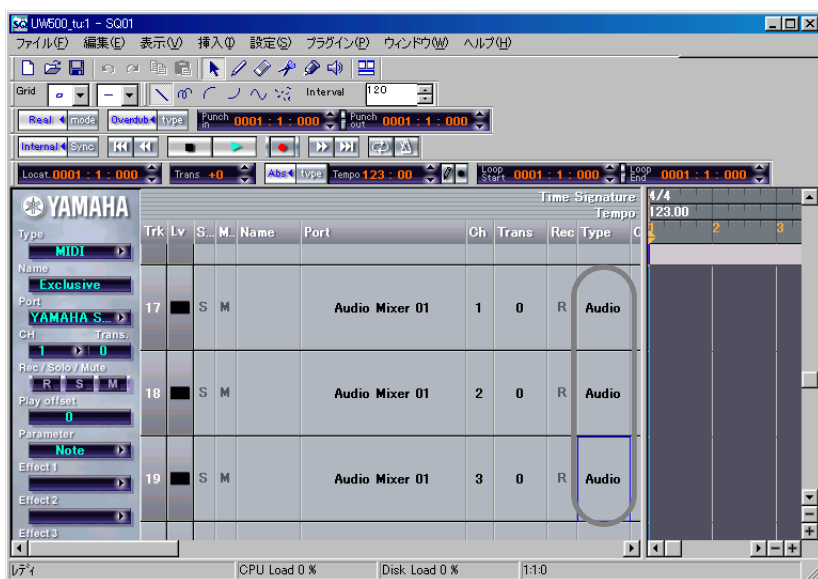 UW500_tu:1 - SQ01
ファイル(F) 編集(E) 表示(V) 挿入(I) 設定(S) プラグイン(P) ウィンドウ(W) ヘルプ(H)
Grid Interval 120
Real mode Overdub type Punch in 0001 : 1 : 000 Punch out 0001 : 1 : 000
Internal Sync
Locat. 0001 : 1 : 000 Trans +0 Abs type Tempo 123 : 00 Loop Start 0001 : 1 : 000 Loop End 0001 : 1 : 000
YAMAHA
Time Signature 4/4
Tempo 123.00
Trk Lv S... M.. Name Port Ch Trans Rec Type C 1 2 3
Type
MIDI
Name
Exclusive
Port
YAMAHA S...
CH Trans.
1 0
Rec / Solo / Mute
R S M
Play offset
0
Parameter
Note
Effect 1
Effect 2
Effect 3
17 S M Audio Mixer 01 1 0 R Audio
18 S M Audio Mixer 01 2 0 R Audio
19 S M Audio Mixer 01 3 0 R Audio
ﾚﾃﾞｨ CPU Load 0 % Disk Load 0 % 1:1:0